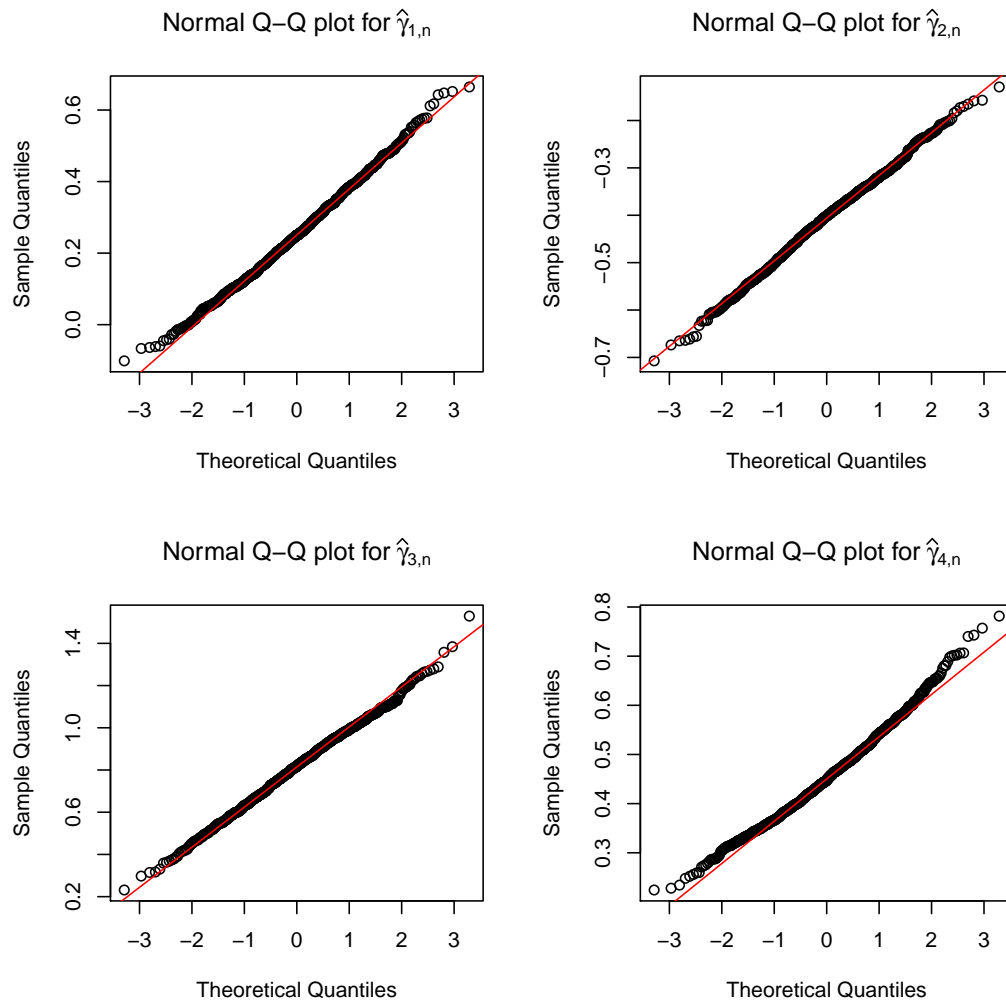 Normal Q−Q plot for γ̂1,n
Sample Quantiles
0.0 0.2 0.4 0.6
−3 −2 −1 0 1 2 3
Theoretical Quantiles
Normal Q−Q plot for γ̂2,n
Sample Quantiles
−0.7 −0.5 −0.3
−3 −2 −1 0 1 2 3
Theoretical Quantiles
Normal Q−Q plot for γ̂3,n
Sample Quantiles
0.2 0.6 1.0 1.4
−3 −2 −1 0 1 2 3
Theoretical Quantiles
Normal Q−Q plot for γ̂4,n
Sample Quantiles
0.3 0.4 0.5 0.6 0.7 0.8
−3 −2 −1 0 1 2 3
Theoretical Quantiles